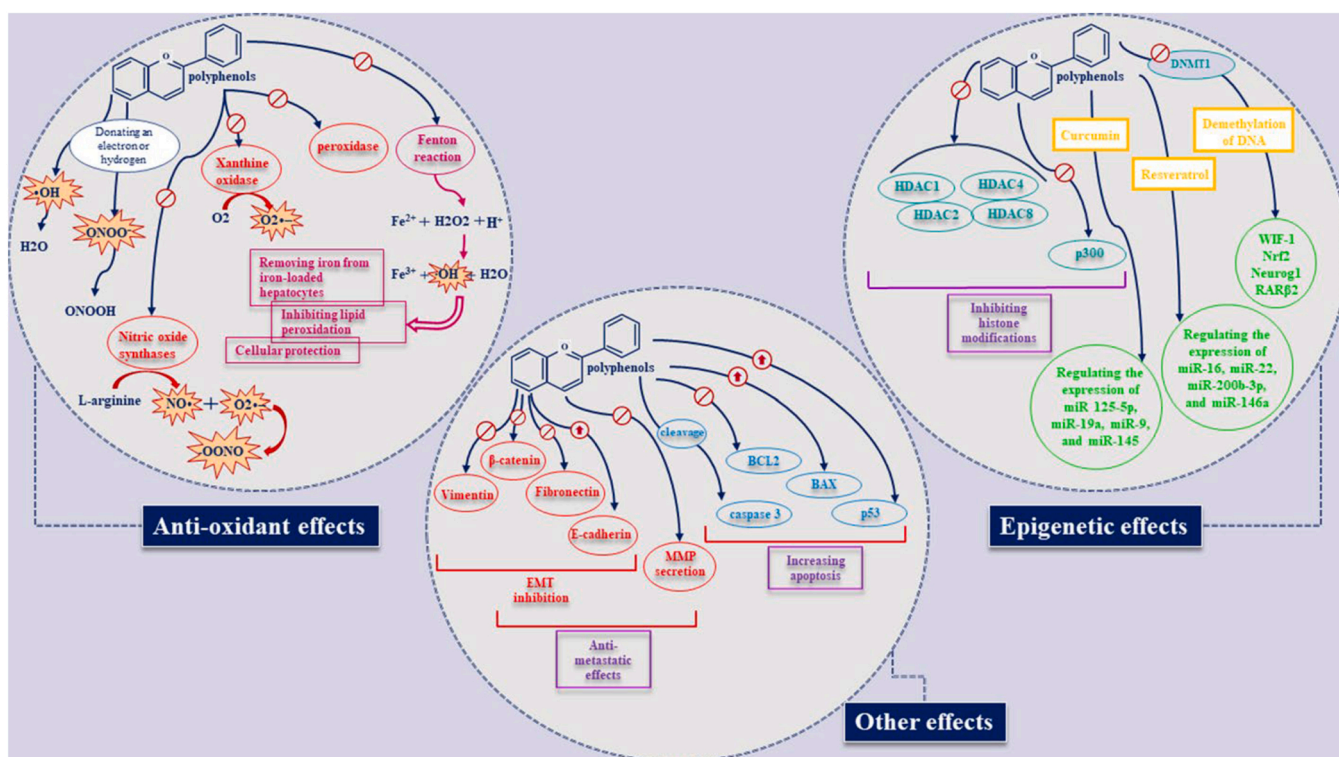 O
polyphenols
Donating an
electron or
hydrogen
Xanthine
oxidase
peroxidase
Fenton
reaction
•OH
H2O
ONOO⁻
ONOOH
O2
O2•–
Fe²⁺ + H2O2 + H⁺
Fe³⁺ + •OH + H2O
Removing iron from
iron-loaded
hepatocytes
Inhibiting lipid
peroxidation
Cellular protection
Nitric oxide
synthases
L-arginine
NO• + O2•–
OONO
Anti-oxidant effects
O
polyphenols
cleavage
β-catenin
Vimentin
Fibronectin
E-cadherin
MMP
secretion
BCL2
BAX
caspase 3
p53
EMT
inhibition
Increasing
apoptosis
Anti-
metastatic
effects
Other effects
O
polyphenols
DNMT1
Curcumin
Demethylation
of DNA
Resveratrol
HDAC1
HDAC4
HDAC2
HDAC8
p300
WIF-1
Nrf2
Neurog1
RARβ2
Inhibiting
histone
modifications
Regulating the
expression of
miR 125-5p,
miR-19a, miR-9,
and miR-145
Regulating the
expression of
miR-16, miR-22,
miR-200b-3p,
and miR-146a
Epigenetic effects